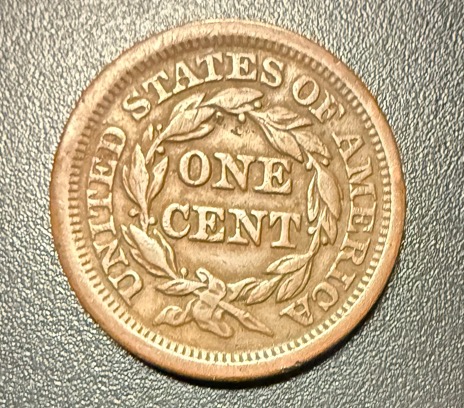 UNITED STATES OF AMERICA
ONE
CENT